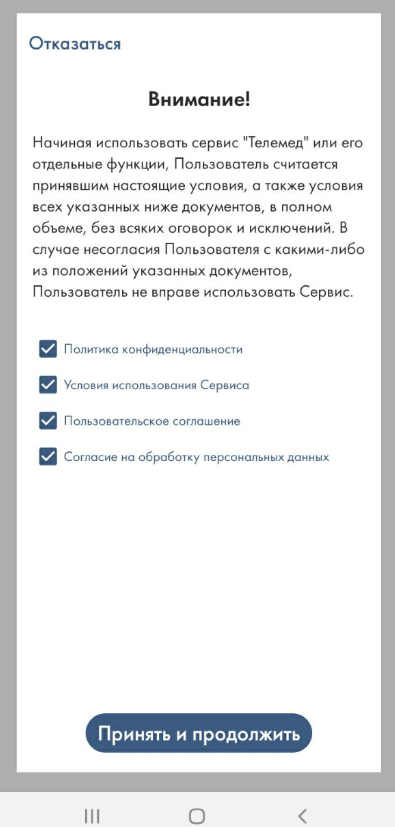 Отказаться
Внимание!
Начиная использовать сервис "Телемед" или его
отдельные функции, Пользователь считается
принявшим настоящие условия, а также условия
всех указанных ниже документов, в полном
объеме, без всяких оговорок и исключений. В
случае несогласия Пользователя с какими-либо
из положений указанных документов,
Пользователь не вправе использовать Сервис.
Политика конфиденциальности
Условия использования Сервиса
Пользовательское соглашение
Согласие на обработку персональных данных
Принять и продолжить